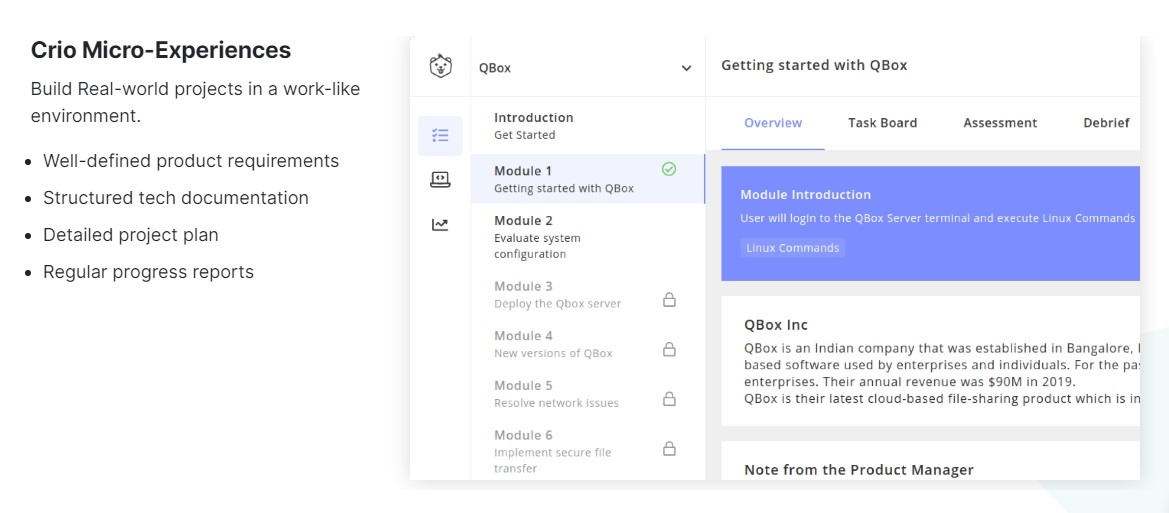 Crio Micro-Experiences
Build Real-world projects in a work-like
environment.
Well-defined product requirements
Structured tech documentation
Detailed project plan
Regular progress reports
QBox
Introduction
Get Started
Module 1
Getting started with QBox
Module 2
Evaluate system
configuration
Module 3
Deploy the Qbox server
Module 4
New versions of QBox
Module 5
Resolve network issues
Module 6
Implement secure file
transfer
Getting started with QBox
Overview
Task Board
Assessment
Debrief
Module Introduction
User will login to the QBox Server terminal and execute Linux Commands
Linux Commands
QBox Inc
QBox is an Indian company that was established in Bangalore,
based software used by enterprises and individuals. For the
enterprises. Their annual revenue was $90M in 2019.
QBox is their latest cloud-based file-sharing product which is
Note from the Product Manager